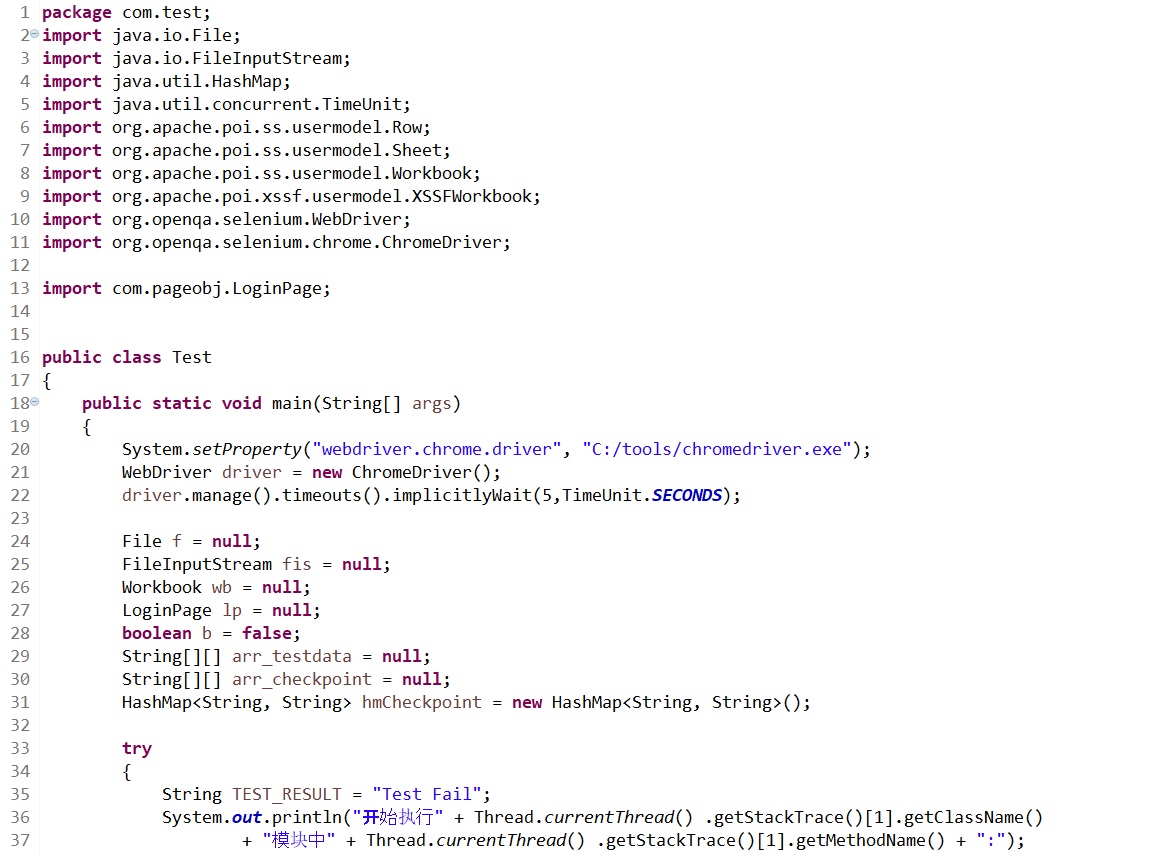 1 package com.test;
2 import java.io.File;
3 import java.io.FileInputStream;
4 import java.util.HashMap;
5 import java.util.concurrent.TimeUnit;
6 import org.apache.poi.ss.usermodel.Row;
7 import org.apache.poi.ss.usermodel.Sheet;
8 import org.apache.poi.ss.usermodel.Workbook;
9 import org.apache.poi.xssf.usermodel.XSSFWorkbook;
10 import org.openqa.selenium.WebDriver;
11 import org.openqa.selenium.chrome.ChromeDriver;
12
13 import com.pageobj.LoginPage;
14
15
16 public class Test
17 {
18     public static void main(String[] args)
19     {
20         System.setProperty("webdriver.chrome.driver", "C:/tools/chromedriver.exe");
21         WebDriver driver = new ChromeDriver();
22         driver.manage().timeouts().implicitlyWait(5,TimeUnit.SECONDS);
23
24         File f = null;
25         FileInputStream fis = null;
26         Workbook wb = null;
27         LoginPage lp = null;
28         boolean b = false;
29         String[][] arr_testdata = null;
30         String[][] arr_checkpoint = null;
31         HashMap<String, String> hmCheckpoint = new HashMap<String, String>();
32
33         try
34         {
35             String TEST_RESULT = "Test Fail";
36             System.out.println("开始执行" + Thread.currentThread() .getStackTrace()[1].getClassName()
37                     + "模块中" + Thread.currentThread() .getStackTrace()[1].getMethodName() + ":");